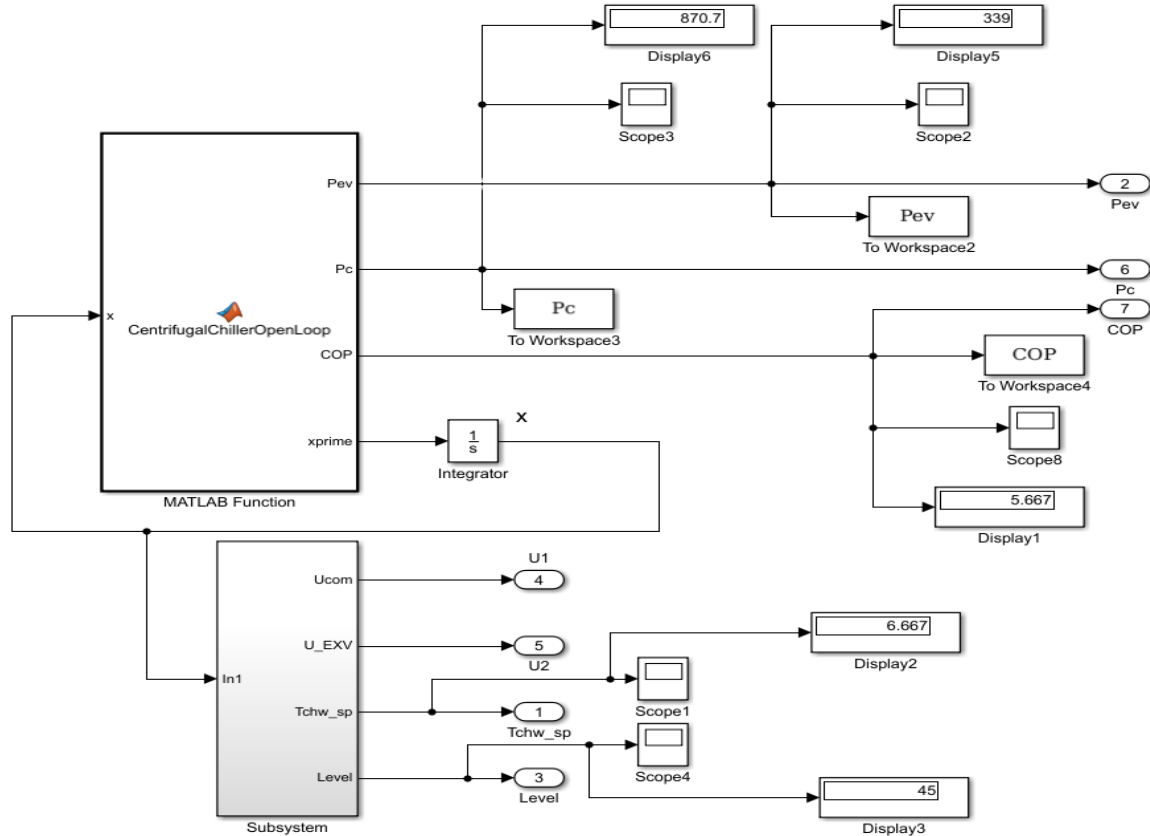 870.7
Display6
339
Display5
Scope3
Scope2
Pev
2
Pev
Pev
To Workspace2
Pc
6
Pc
Pc
To Workspace3
x
CentrifugalChillerOpenLoop
7
COP
COP
COP
To Workspace4
xprime
1
s
Integrator
x
Scope8
MATLAB Function
5.667
Display1
U1
Ucom
4
U_EXV
5
U2
6.667
Display2
In1
Scope1
Tchw_sp
1
Tchw_sp
Scope4
Level
3
Level
45
Display3
Subsystem